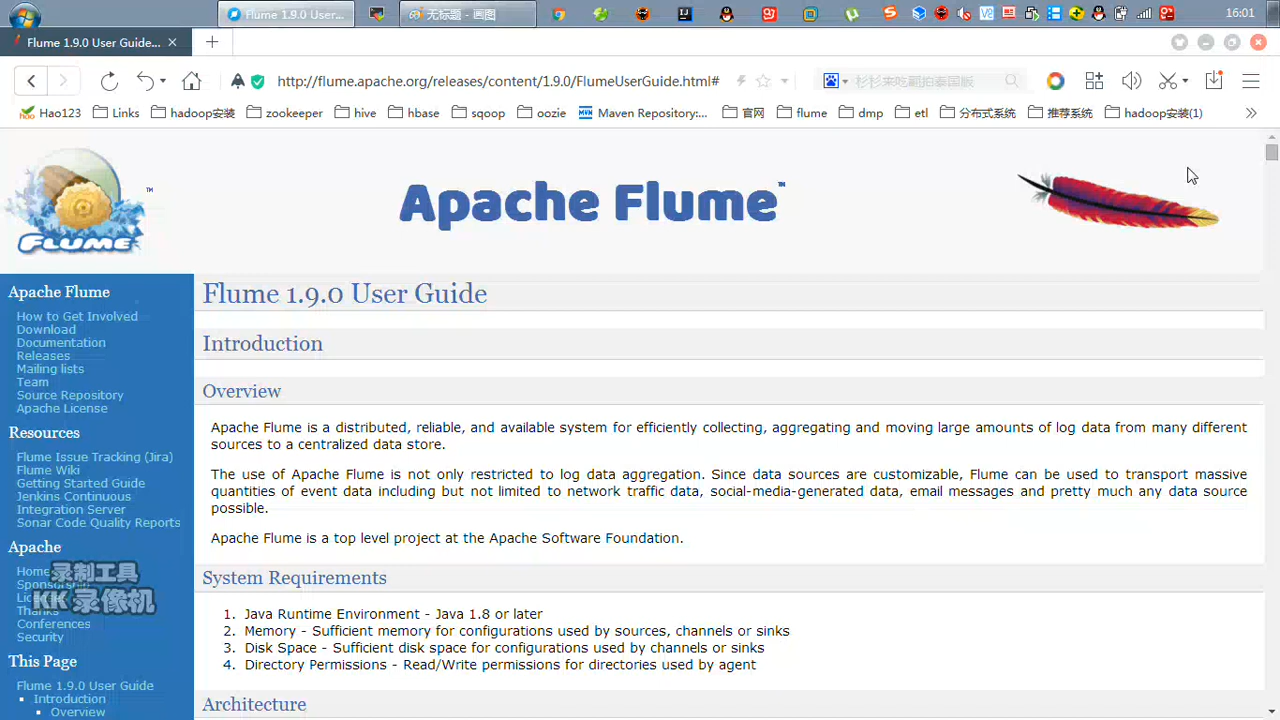 Flume 1.9.0 User...
无标题 - 画图
16:01
Flume 1.9.0 User Guide...
http://flume.apache.org/releases/content/1.9.0/FlumeUserGuide.html#
杉杉来吃翻拍泰国版
Hao123 Links hadoop安装 zookeeper hive hbase sqoop oozie Maven Repository:... 官网 flume dmp etl 分布式系统 推荐系统 hadoop安装(1)
FLUME
Apache Flume™
Apache Flume
How to Get Involved
Download
Documentation
Releases
Mailing lists
Team
Source Repository
Apache License
Resources
Flume Issue Tracking (Jira)
Flume Wiki
Getting Started Guide
Jenkins Continuous
Integration Server
Sonar Code Quality Reports
Apache
Home
Sponsorship
Thanks
Conferences
Security
录制工具
KK录像机
This Page
Flume 1.9.0 User Guide
Introduction
Overview
Flume 1.9.0 User Guide
Introduction
Overview
Apache Flume is a distributed, reliable, and available system for efficiently collecting, aggregating and moving large amounts of log data from many different
sources to a centralized data store.
The use of Apache Flume is not only restricted to log data aggregation. Since data sources are customizable, Flume can be used to transport massive
quantities of event data including but not limited to network traffic data, social-media-generated data, email messages and pretty much any data source
possible.
Apache Flume is a top level project at the Apache Software Foundation.
System Requirements
1. Java Runtime Environment - Java 1.8 or later
2. Memory - Sufficient memory for configurations used by sources, channels or sinks
3. Disk Space - Sufficient disk space for configurations used by channels or sinks
4. Directory Permissions - Read/Write permissions for directories used by agent
Architecture